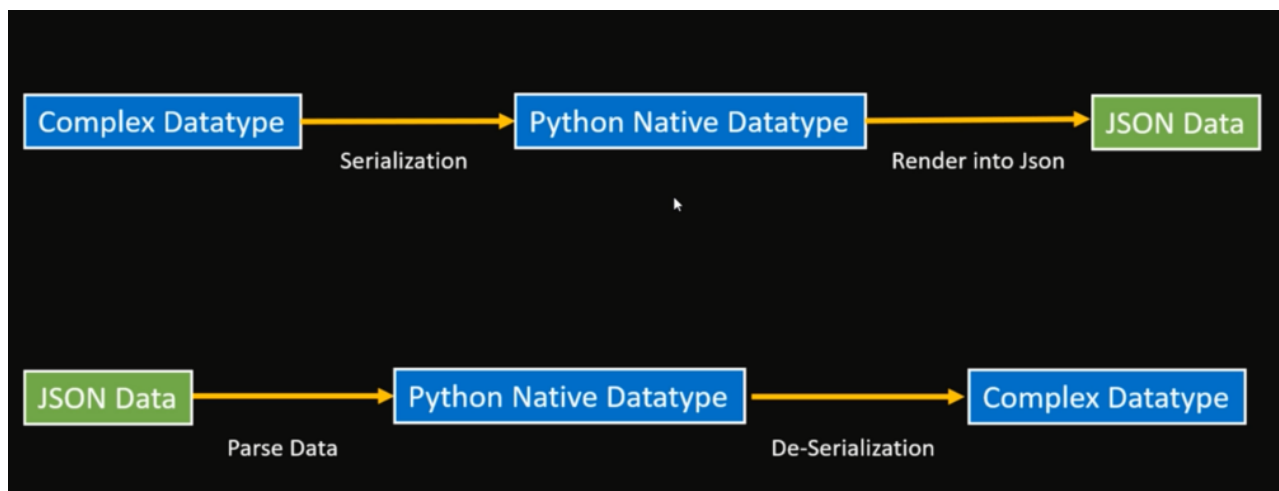 Complex Datatype
Python Native Datatype
JSON Data
Serialization
Render into Json
JSON Data
Python Native Datatype
Complex Datatype
Parse Data
De-Serialization